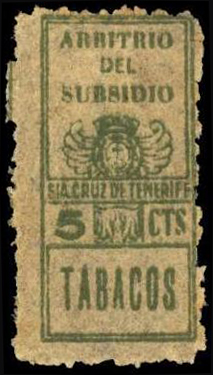 ARBITRIO
DEL
SUBSIDIO
STA. CRUZ DE TENERIFE
5 CTS
TABACOS